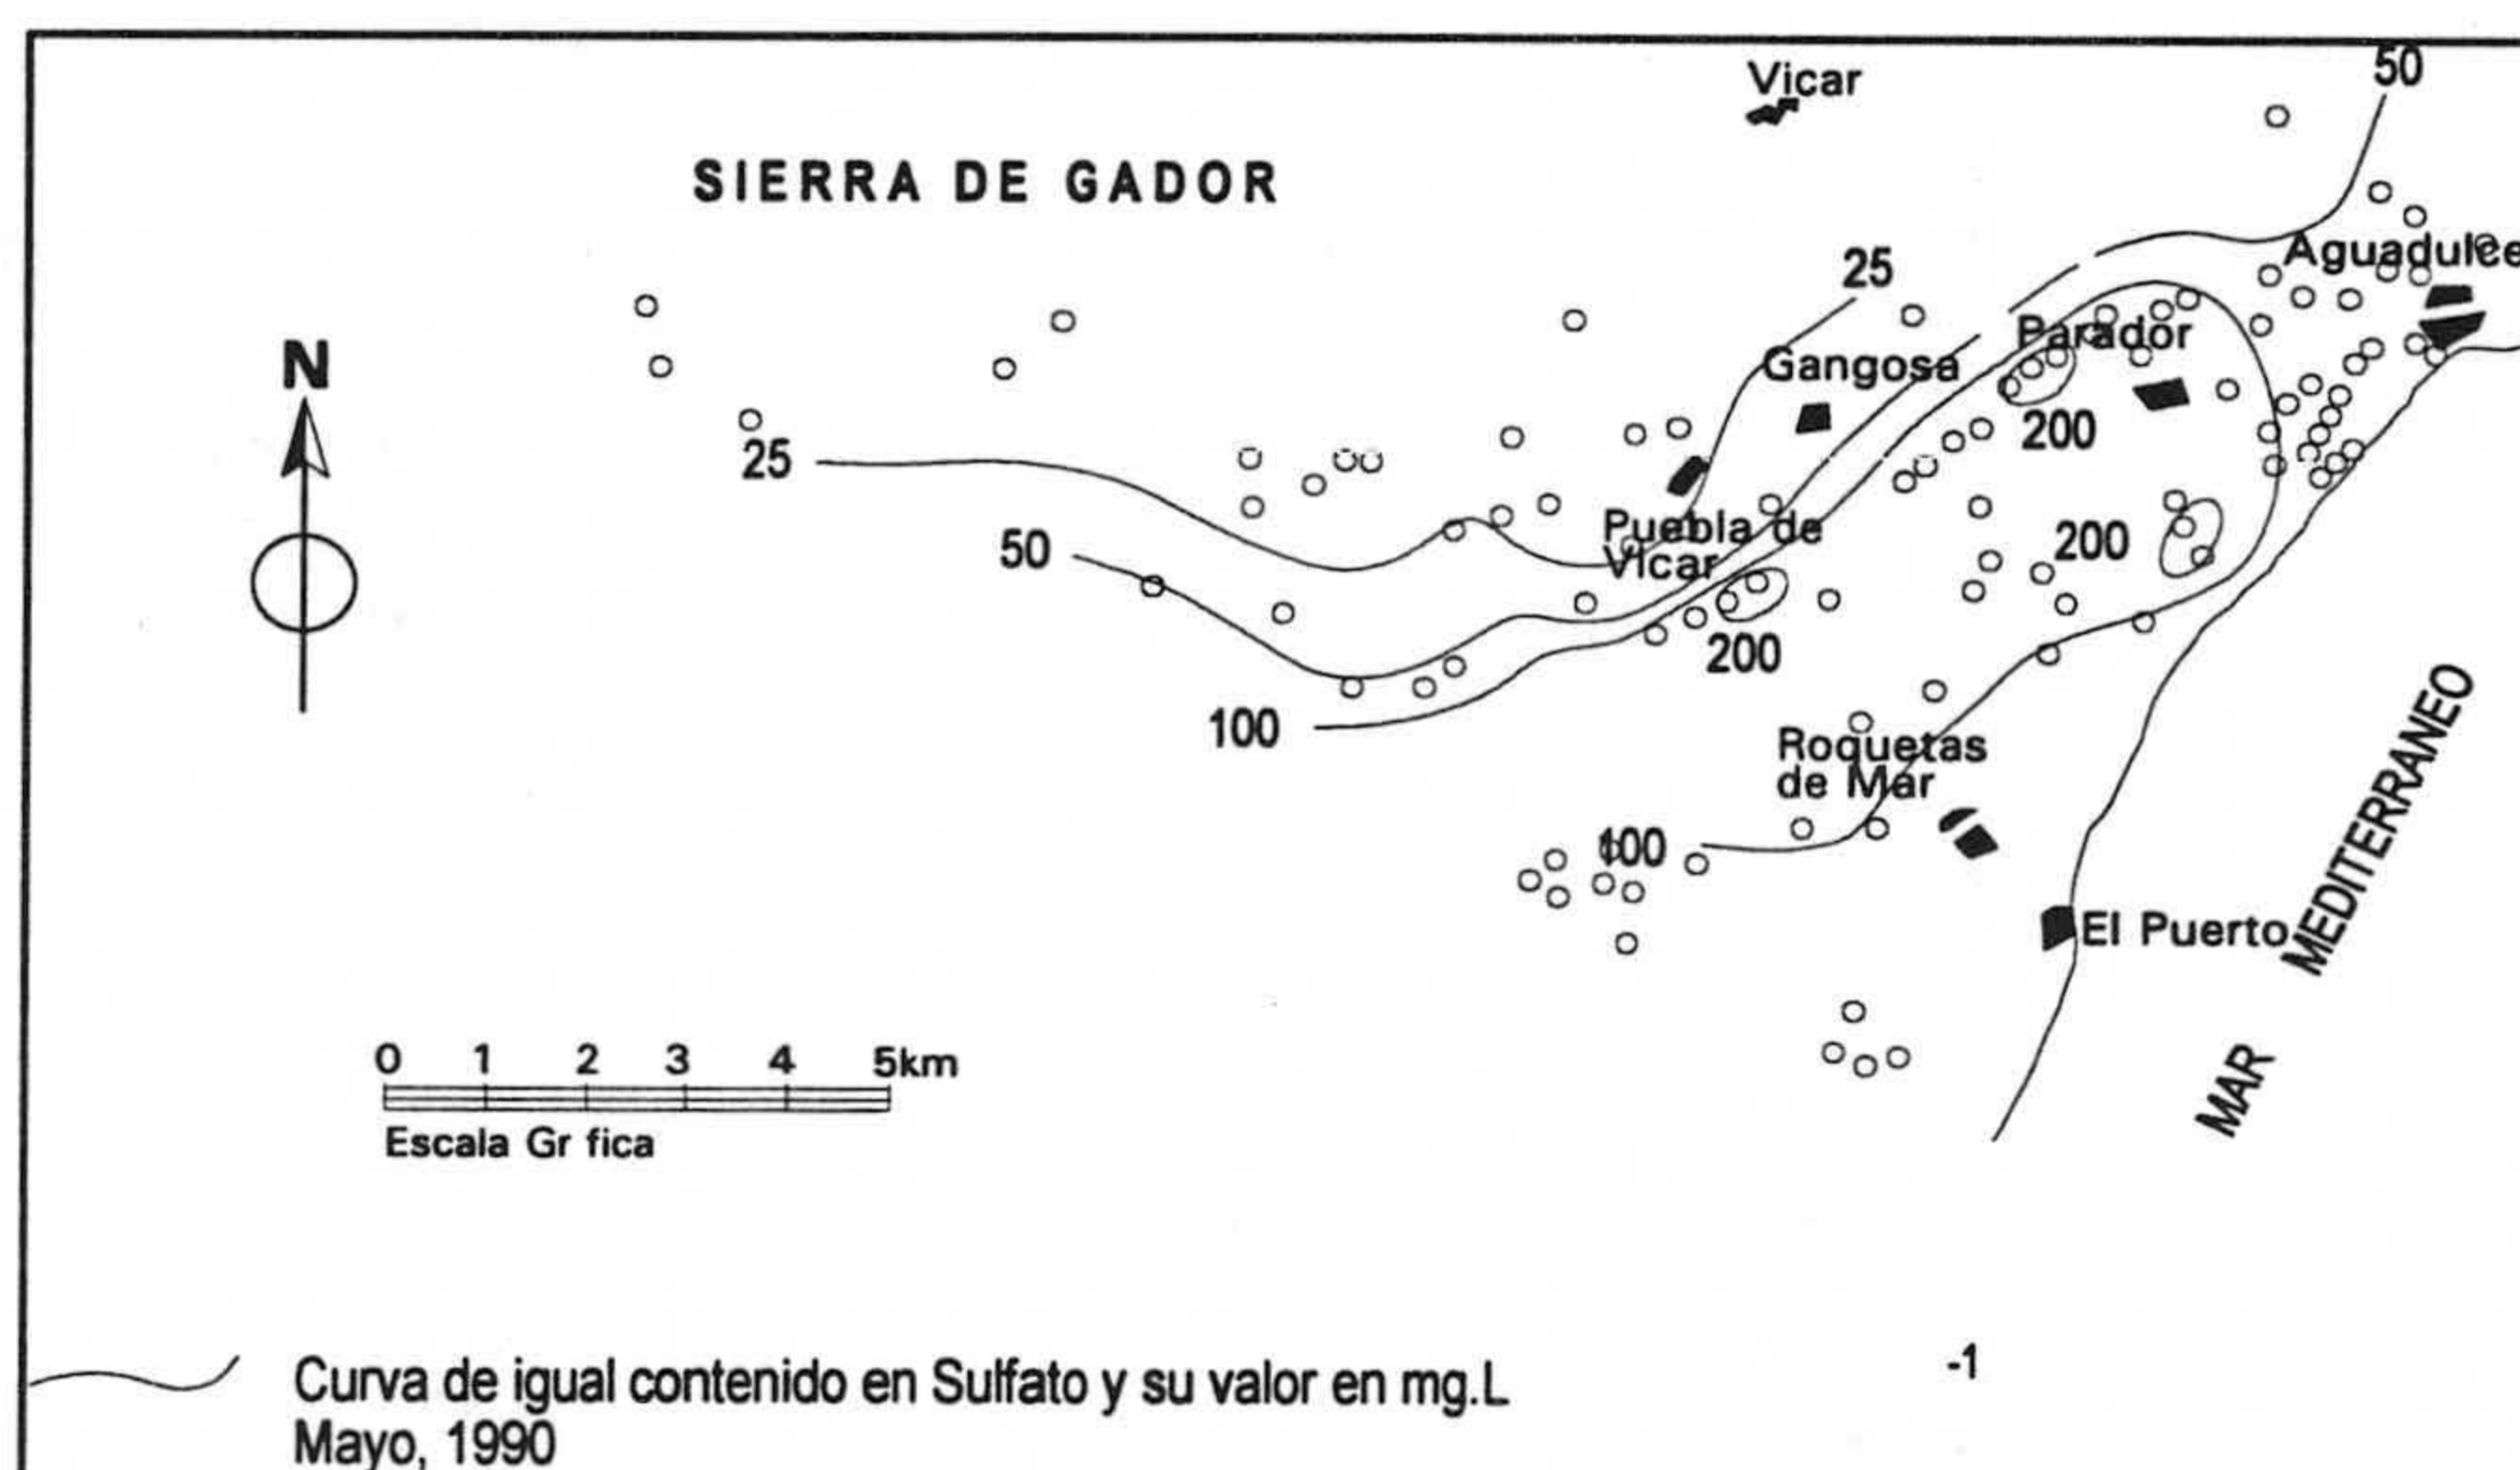 50
Vicar
SIERRA DE GADOR
Aguadulce
25
N
Parador
Gangosa
200
25
Puebla de
Vicar
200
50
200
100
Roquetas
de Mar
100
MAR MEDITERRANEO
El Puerto
0 1 2 3 4 5km
Escala Gr fica
-1
Curva de igual contenido en Sulfato y su valor en mg.L
Mayo, 1990